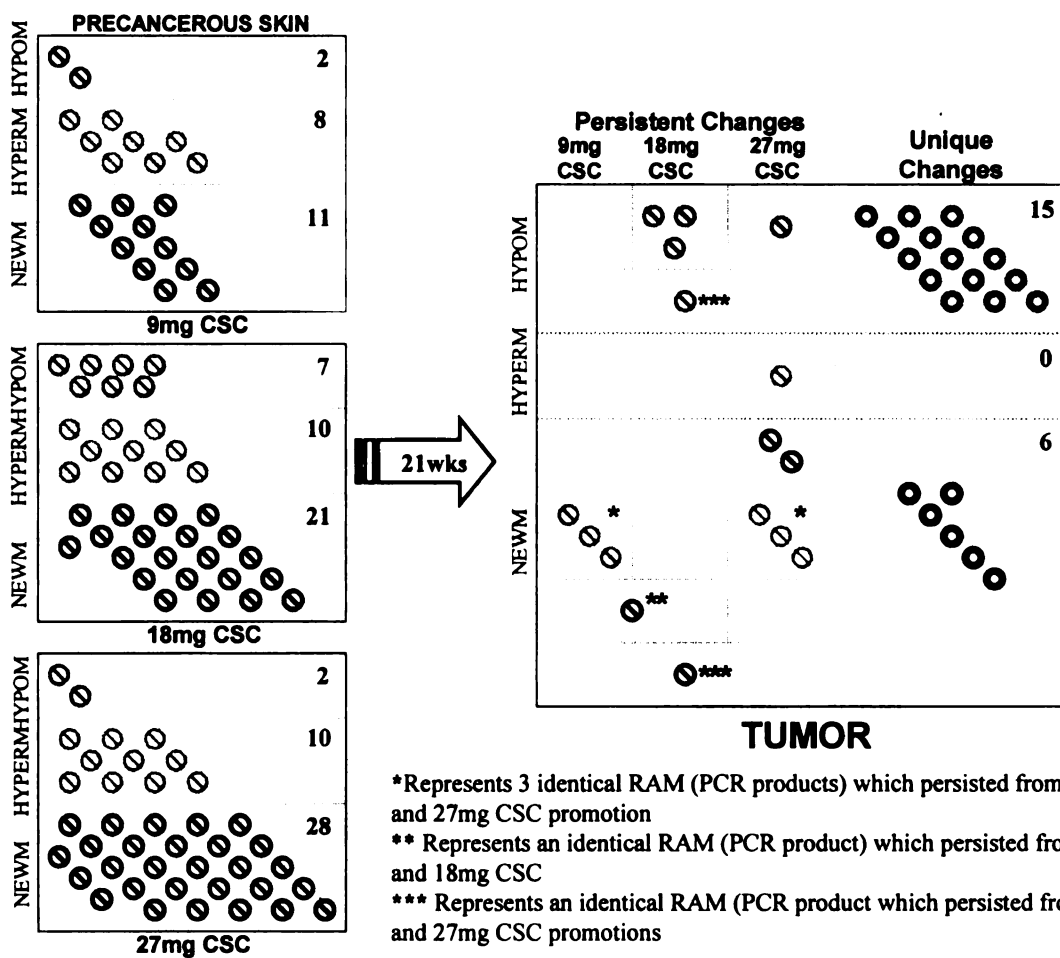 PRECANCEROUS SKIN
HYPOM
2
HYPERM
8
NEWM
11
9mg CSC
HYPOM
7
HYPERM
10
NEWM
21
18mg CSC
HYPOM
2
HYPERM
10
NEWM
28
27mg CSC
21wks
Persistent Changes
9mg CSC
18mg CSC
27mg CSC
Unique Changes
HYPOM
15
***
HYPERM
0
NEWM
6
*
*
**
***
TUMOR
*Represents 3 identical RAM (PCR products) which persisted from
and 27mg CSC promotion
** Represents an identical RAM (PCR product) which persisted fro
and 18mg CSC
*** Represents an identical RAM (PCR product which persisted fro
and 27mg CSC promotions